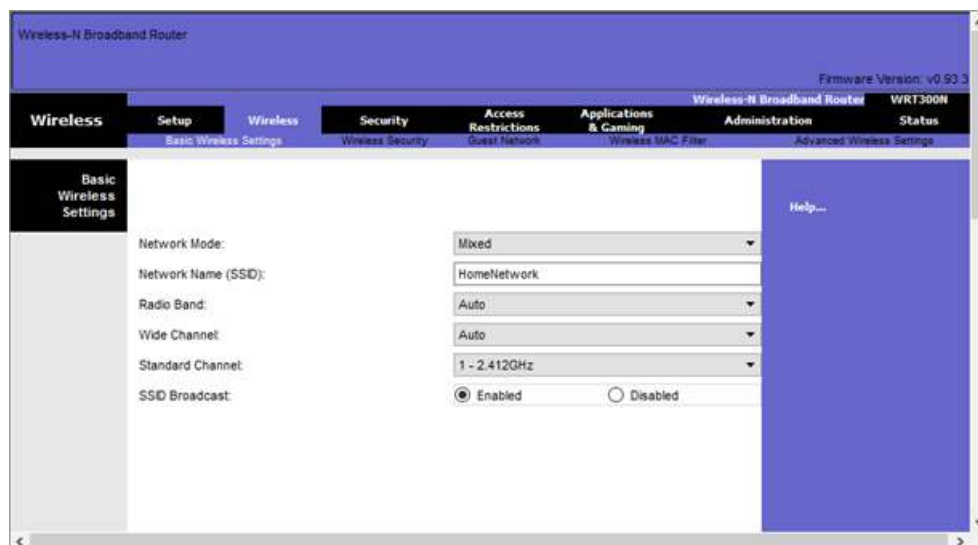 Wireless-N Broadband Router
Firmware Version: v0.93.3
Wireless-N Broadband Router WRT300N
Wireless Setup Wireless Security Access Restrictions Applications & Gaming Administration Status
Basic Wireless Settings Wireless Security Guest Network Wireless MAC Filter Advanced Wireless Settings
Basic
Wireless
Settings
Help...
Network Mode: Mixed
Network Name (SSID): HomeNetwork
Radio Band: Auto
Wide Channel: Auto
Standard Channel: 1 - 2.412GHz
SSID Broadcast: Enabled Disabled